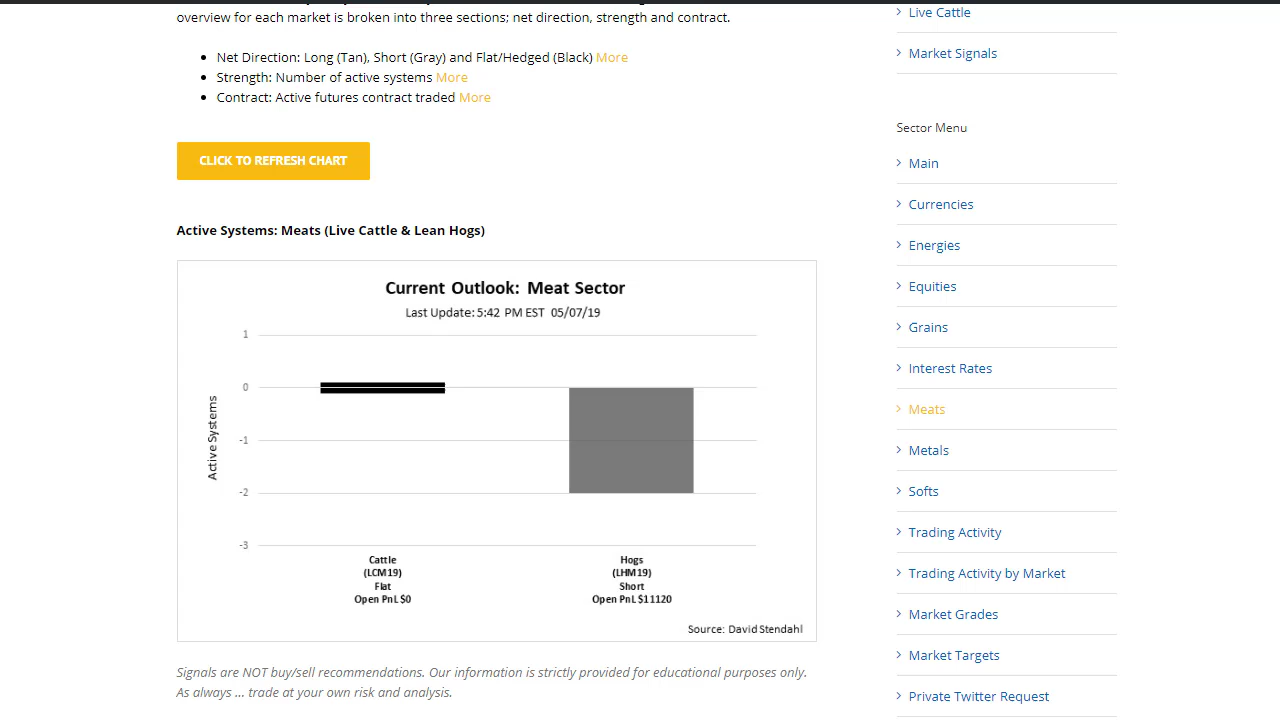 overview for each market is broken into three sections; net direction, strength and contract.
Net Direction: Long (Tan), Short (Gray) and Flat/Hedged (Black) More
Strength: Number of active systems More
Contract: Active futures contract traded More
CLICK TO REFRESH CHART
Active Systems: Meats (Live Cattle & Lean Hogs)
Current Outlook: Meat Sector
Last Update: 5:42 PM EST 05/07/19
1
0
-1
-2
-3
Active Systems
Cattle
(LCM19)
Flat
Open PnL $0
Hogs
(LHM19)
Short
Open PnL $11120
Source: David Stendahl
Signals are NOT buy/sell recommendations. Our information is strictly provided for educational purposes only.
As always ... trade at your own risk and analysis.
Live Cattle
Market Signals
Sector Menu
Main
Currencies
Energies
Equities
Grains
Interest Rates
Meats
Metals
Softs
Trading Activity
Trading Activity by Market
Market Grades
Market Targets
Private Twitter Request